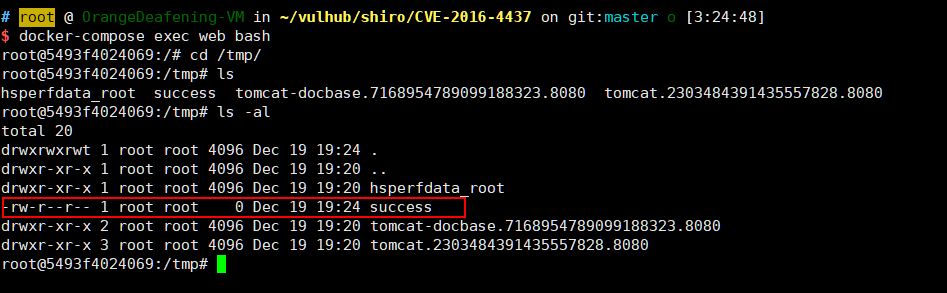 # root @ OrangeDeafening-VM in ~/vulhub/shiro/CVE-2016-4437 on git:master o [3:24:48]
$ docker-compose exec web bash
root@5493f4024069:/# cd /tmp/
root@5493f4024069:/tmp# ls
hsperfdata_root  success  tomcat-docbase.7168954789099188323.8080  tomcat.2303484391435557828.8080
root@5493f4024069:/tmp# ls -al
total 20
drwxrwxrwt 1 root root 4096 Dec 19 19:24 .
drwxr-xr-x 1 root root 4096 Dec 19 19:20 ..
drwxr-xr-x 1 root root 4096 Dec 19 19:20 hsperfdata_root
-rw-r--r-- 1 root root    0 Dec 19 19:24 success
drwxr-xr-x 2 root root 4096 Dec 19 19:20 tomcat-docbase.7168954789099188323.8080
drwxr-xr-x 3 root root 4096 Dec 19 19:20 tomcat.2303484391435557828.8080
root@5493f4024069:/tmp#